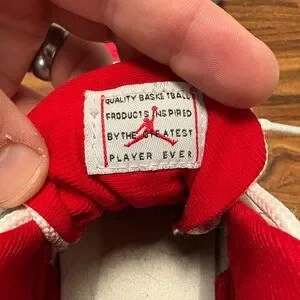 QUALITY BASKETBALL
PRODUCTS INSPIRED
BY THE GREATEST
PLAYER EVER